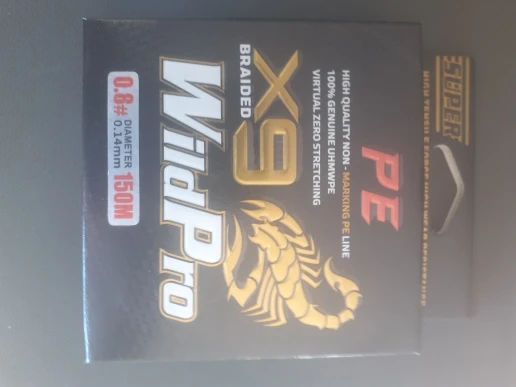 SUPER
PE
HIGH QUALITY NON - MARKING PE LINE
100% GENUINE UHMWPE
VIRTUAL ZERO STRETCHING
X9
BRAIDED
WildPro
0.8# DIAMETER 0.14mm 150M